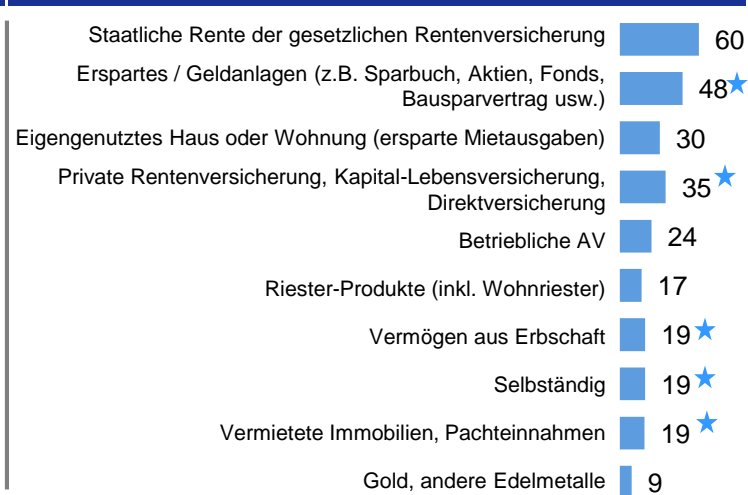 Staatliche Rente der gesetzlichen Rentenversicherung 60
Erspartes / Geldanlagen (z.B. Sparbuch, Aktien, Fonds,
Bausparvertrag usw.) 48
Eigengenutztes Haus oder Wohnung (ersparte Mietausgaben) 30
Private Rentenversicherung, Kapital-Lebensversicherung,
Direktversicherung 35
Betriebliche AV 24
Riester-Produkte (inkl. Wohnriester) 17
Vermögen aus Erbschaft 19
Selbständig 19
Vermietete Immobilien, Pachteinnahmen 19
Gold, andere Edelmetalle 9